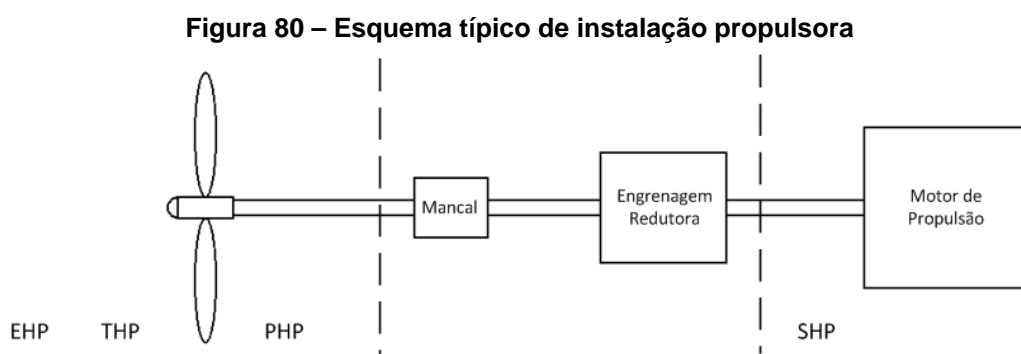 Figura 80 – Esquema típico de instalação propulsora
Mancal
Engrenagem
Redutora
Motor de
Propulsão
EHP THP PHP SHP